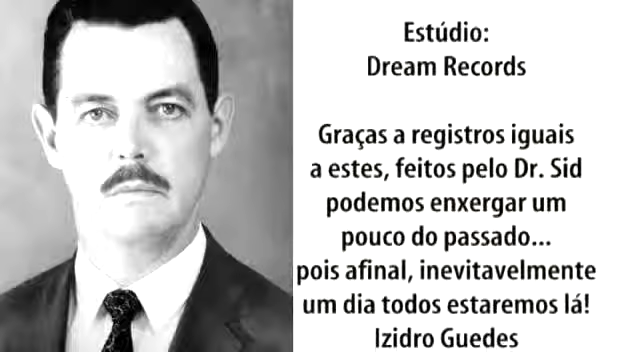 Estúdio:
Dream Records
Graças a registros iguais
a estes, feitos pelo Dr. Sid
podemos enxergar um
pouco do passado...
pois afinal, inevitavelmente
um dia todos estaremos lá!
Izidro Guedes